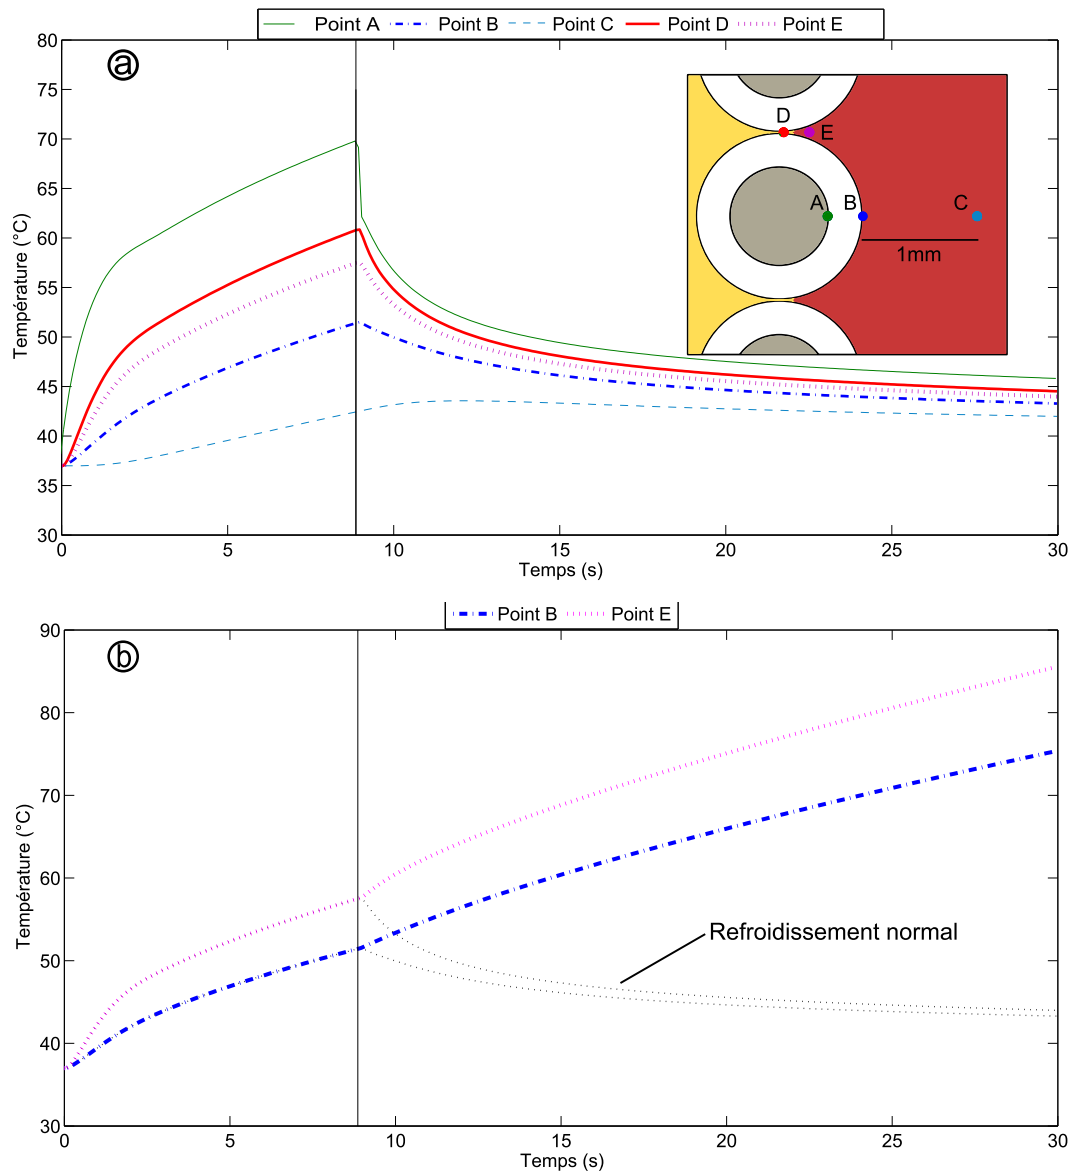 Point A Point B Point C Point D Point E
a
80
75
70
65
60
55
50
45
40
35
30
Température (°C)
D
E
A
B
C
1mm
0 5 10 15 20 25 30
Temps (s)
Point B Point E
b
90
80
70
60
50
40
30
Température (°C)
Refroidissement normal
0 5 10 15 20 25 30
Temps (s)